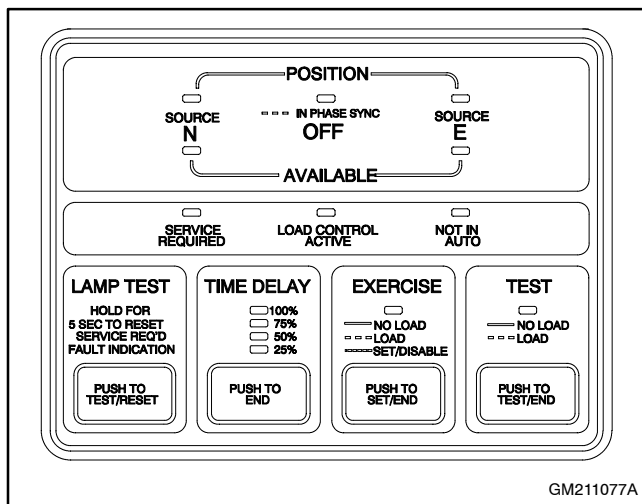 POSITION
SOURCE
N
IN PHASE SYNC
OFF
SOURCE
E
AVAILABLE
SERVICE
REQUIRED
LOAD CONTROL
ACTIVE
NOT IN
AUTO
LAMP TEST
HOLD FOR
5 SEC TO RESET
SERVICE REQ'D
FAULT INDICATION
PUSH TO
TEST/RESET
TIME DELAY
100%
75%
50%
25%
PUSH TO
END
EXERCISE
NO LOAD
LOAD
SET/DISABLE
PUSH TO
SET/END
TEST
NO LOAD
LOAD
PUSH TO
TEST/END
GM211077A